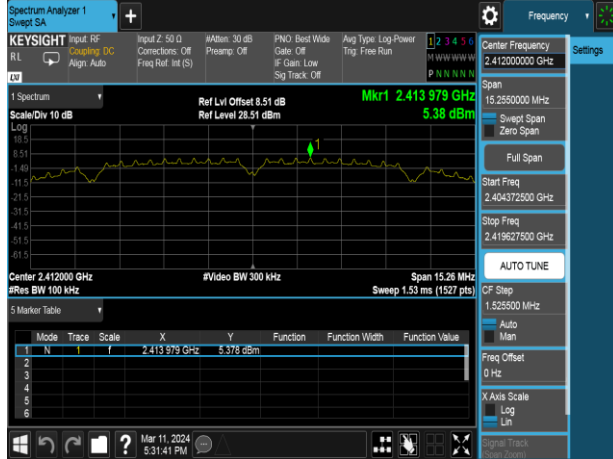 Spectrum Analyzer 1
Swept SA
Frequency
KEYSIGHT
RL
Input: RF
Coupling: DC
Align: Auto
Input Z: 50 Ω
Corrections: Off
Freq Ref: Int (S)
#Atten: 30 dB
Preamp: Off
PNO: Best Wide
Gate: Off
IF Gain: Low
Sig Track: Off
Avg Type: Log-Power
Trig: Free Run
1 2 3 4 5 6
M W W W W W
P N N N N N
Center Frequency
2.412000000 GHz
Settings
Span
15.2550000 MHz
Swept Span
Zero Span
Full Span
Start Freq
2.404372500 GHz
Stop Freq
2.419627500 GHz
AUTO TUNE
CF Step
1.525500 MHz
Auto
Man
Freq Offset
0 Hz
X Axis Scale
Log
Lin
Signal Track
(Span Zoom)
1 Spectrum
Scale/Div 10 dB
Ref Lvl Offset 8.51 dB
Ref Level 28.51 dBm
Mkr1 2.413 979 GHz
5.38 dBm
Log
18.5
8.51
-1.49
-11.5
-21.5
-31.5
-41.5
-51.5
-61.5
1
Center 2.412000 GHz
#Res BW 100 kHz
#Video BW 300 kHz
Span 15.26 MHz
Sweep 1.53 ms (1527 pts)
5 Marker Table
Mode Trace Scale X Y Function Function Width Function Value
1 N 1 f 2.413 979 GHz 5.378 dBm
2
3
4
5
6
?
Mar 11, 2024
5:31:41 PM